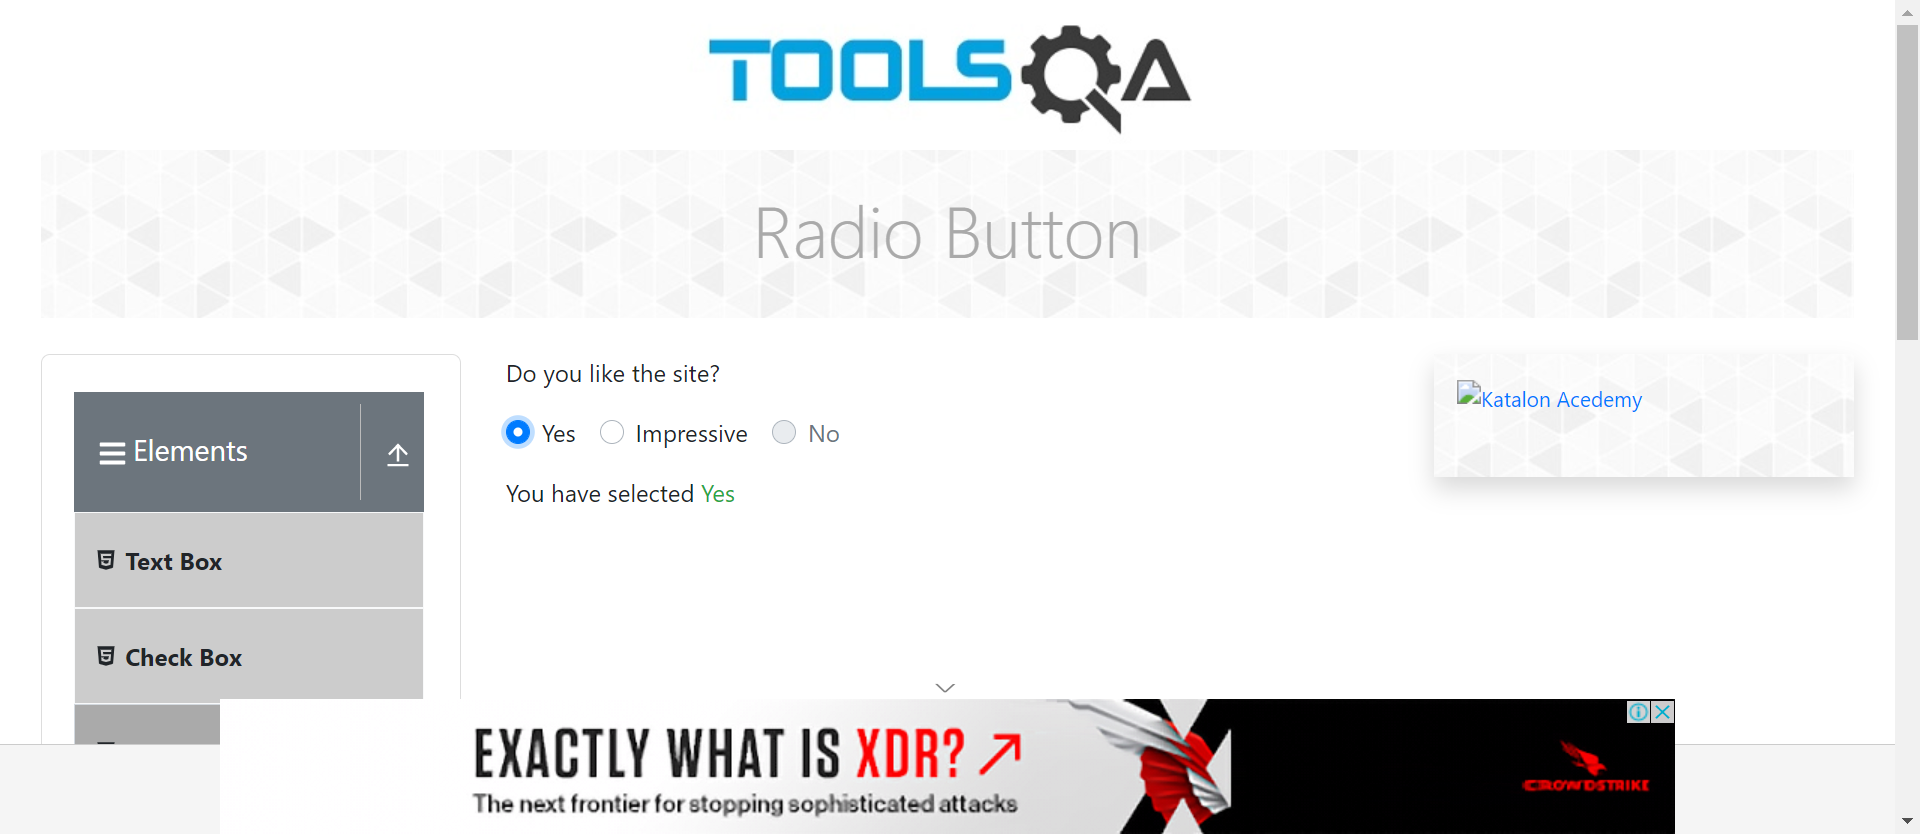 TOOLSQA
Radio Button
Elements
Text Box
Check Box
Do you like the site?
Yes Impressive No
You have selected Yes
Katalon Acedemy
EXACTLY WHAT IS XDR?
The next frontier for stopping sophisticated attacks
CROWDSTRIKE